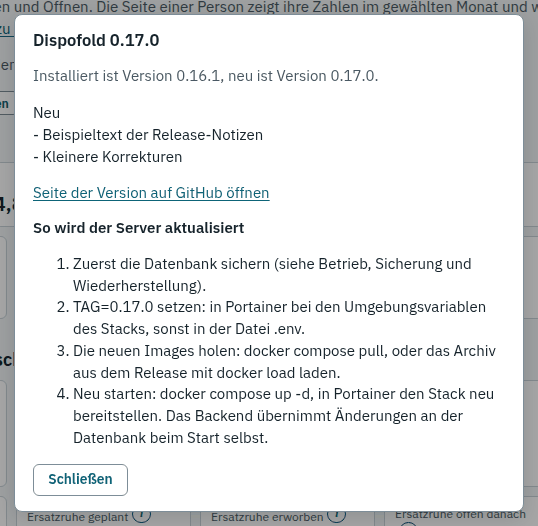 n und Öffnen. Die Seite einer Person zeigt ihre Zahlen im gewählten Monat und w
zu
er
en
Dispofold 0.17.0
Installiert ist Version 0.16.1, neu ist Version 0.17.0.
Neu
- Beispieltext der Release-Notizen
- Kleinere Korrekturen
Seite der Version auf GitHub öffnen
So wird der Server aktualisiert
1. Zuerst die Datenbank sichern (siehe Betrieb, Sicherung und
Wiederherstellung).
2. TAG=0.17.0 setzen: in Portainer bei den Umgebungsvariablen
des Stacks, sonst in der Datei .env.
3. Die neuen Images holen: docker compose pull, oder das Archiv
aus dem Release mit docker load laden.
4. Neu starten: docker compose up -d, in Portainer den Stack neu
bereitstellen. Das Backend übernimmt Änderungen an der
Datenbank beim Start selbst.
Schließen
Ersatzruhe geplant i
Ersatzruhe erworben i
Ersatzruhe offen danach